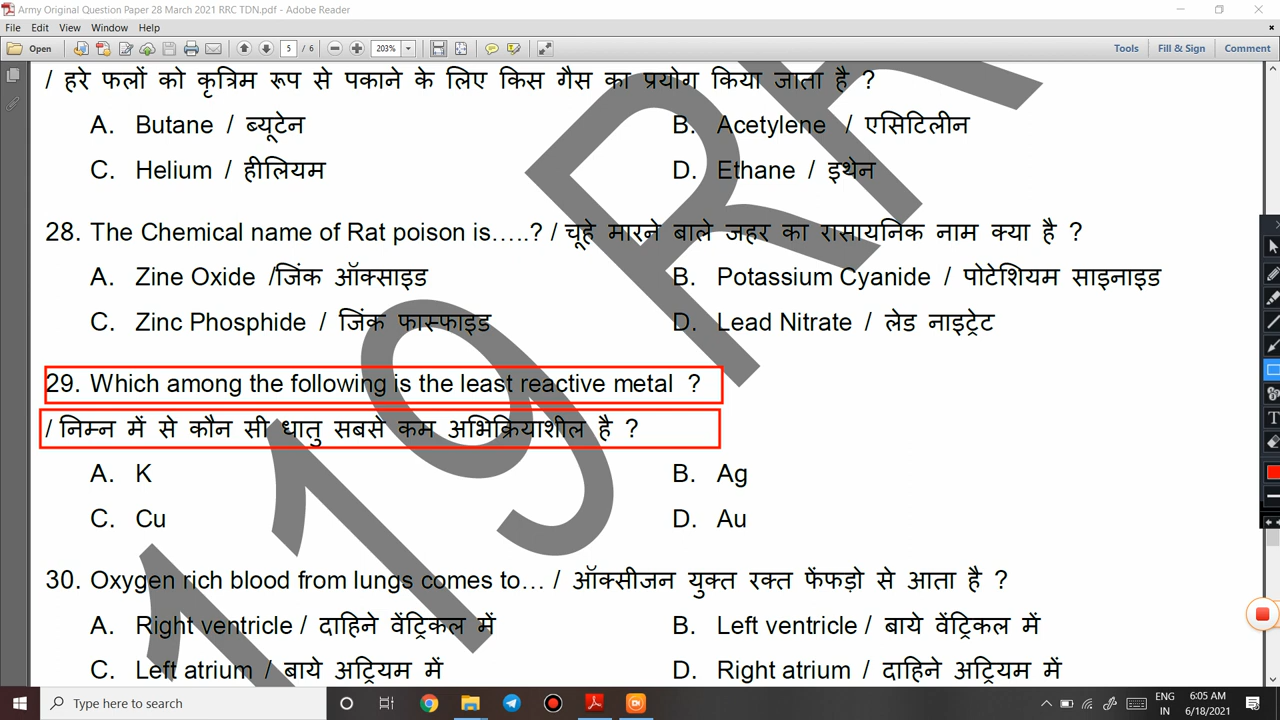 Army Original Question Paper 28 March 2021 RRC TDN.pdf - Adobe Reader
File Edit View Window Help
Open 5 / 6 203% Tools Fill & Sign Comment
/ हरे फलों को कृत्रिम रूप से पकाने के लिए किस गैस का प्रयोग किया जाता है ?
A. Butane / ब्यूटेन B. Acetylene / एसिटिलीन
C. Helium / हीलियम D. Ethane / इथेन
28. The Chemical name of Rat poison is…..? / चूहे मारने बाले जहर का रासायनिक नाम क्या है ?
A. Zine Oxide /जिंक ऑक्साइड B. Potassium Cyanide / पोटेशियम साइनाइड
C. Zinc Phosphide / जिंक फास्फाइड D. Lead Nitrate / लेड नाइट्रेट
29. Which among the following is the least reactive metal ?
/ निम्न में से कौन सी धातु सबसे कम अभिक्रियाशील है ?
A. K B. Ag
C. Cu D. Au
30. Oxygen rich blood from lungs comes to… / ऑक्सीजन युक्त रक्त फेंफड़ो से आता है ?
A. Right ventricle / दाहिने वेंट्रिकल में B. Left ventricle / बाये वेंट्रिकल में
C. Left atrium / बाये अट्रियम में D. Right atrium / दाहिने अट्रियम में
119 R
Type here to search ENG 6:05 AM
IN 6/18/2021